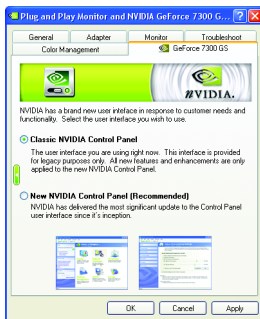 Plug and Play Monitor and NVIDIA GeForce 7300 G...
General
Adapter
Monitor
Troubleshoot
Color Management
GeForce 7300 GS
nVIDIA.
NVIDIA has a brand new user inteface in response to customer needs and
functionality. Select the user interface you wish to use.
Classic NVIDIA Control Panel
The user interface you are using right now. This interface is provided
for legacy purposes only. All new features and enhancements are only
applied to the new NVIDIA Control Panel.
New NVIDIA Control Panel (Recommended)
NVIDIA has delivered the most significant update to the Control Panel
user interface since it's inception.
OK
Cancel
Apply